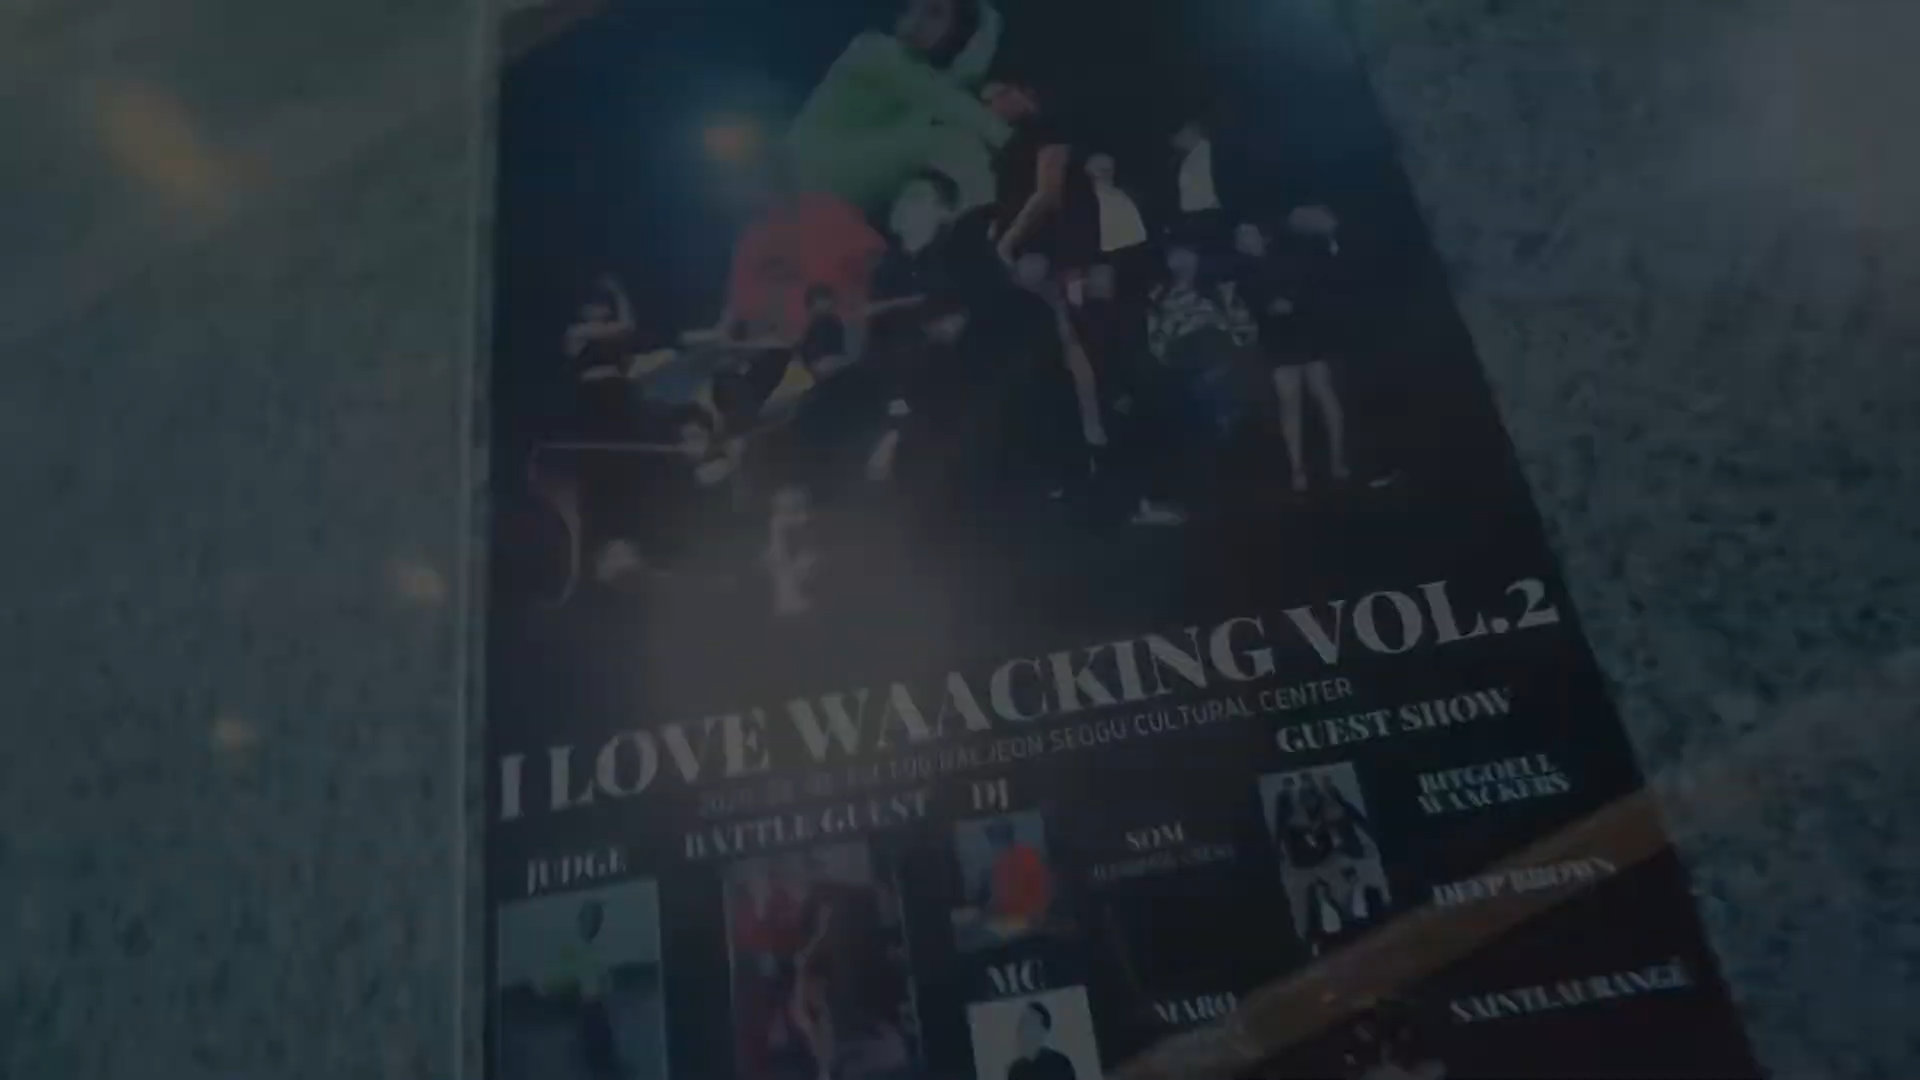 I LOVE WAACKING VOL.2
DAEJEON SEOGU CULTURAL CENTER
JUDGE
BATTLE GUEST
DJ
SOM
MC
MARO
GUEST SHOW
BITGOEUL
WAACKERS
DEEP BROWN
SAINTLAURANGE